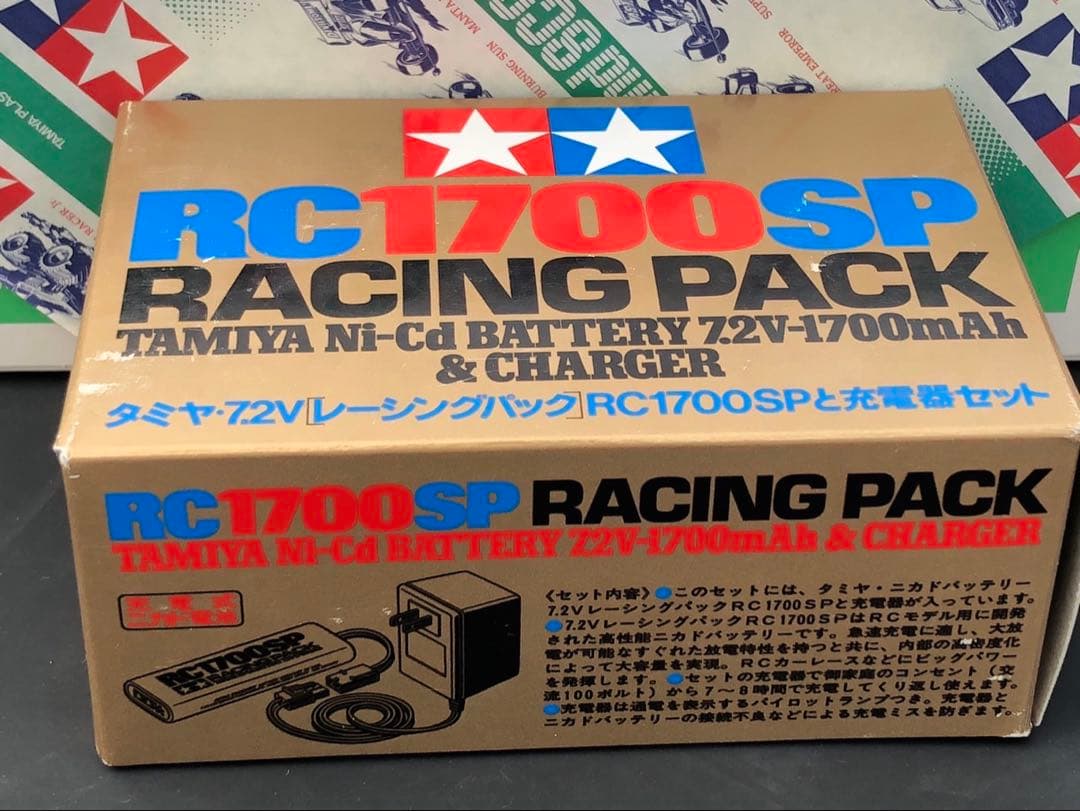 MANTA
BURNING SUN
GREAT EMPEROR
TAMIYA PLAS
RACER Jr
RC1700SP
RACING PACK
TAMIYA Ni-Cd BATTERY 7.2V-1700mAh
& CHARGER
タミヤ・7.2V[レーシングパック]RC1700SPと充電器セット
RC1700SP RACING PACK
TAMIYA Ni-Cd BATTERY 7.2V-1700mAh & CHARGER
《セット内容》●このセットには、タミヤ・ニカドバッテリー
7.2VレーシングパックRC1700SPと充電器が入っています。
●7.2VレーシングパックRC1700SPはRCモデル用に開発
された高性能ニカドバッテリーです。急速充電に適し、大放
電が可能なすぐれた放電特性を持つと共に、内部の高密度化
によって大容量を実現。RCカーレースなどにビッグパワー
を発揮します。●セットの充電器で御家庭のコンセント（交
流100ボルト）から7〜8時間で充電してくり返し使えます。
●充電器は通電を表示するパイロットランプつき。充電器と
ニカドバッテリーの接続不良などによる充電ミスを防ぎます。
RC1700SP
RACING PACK